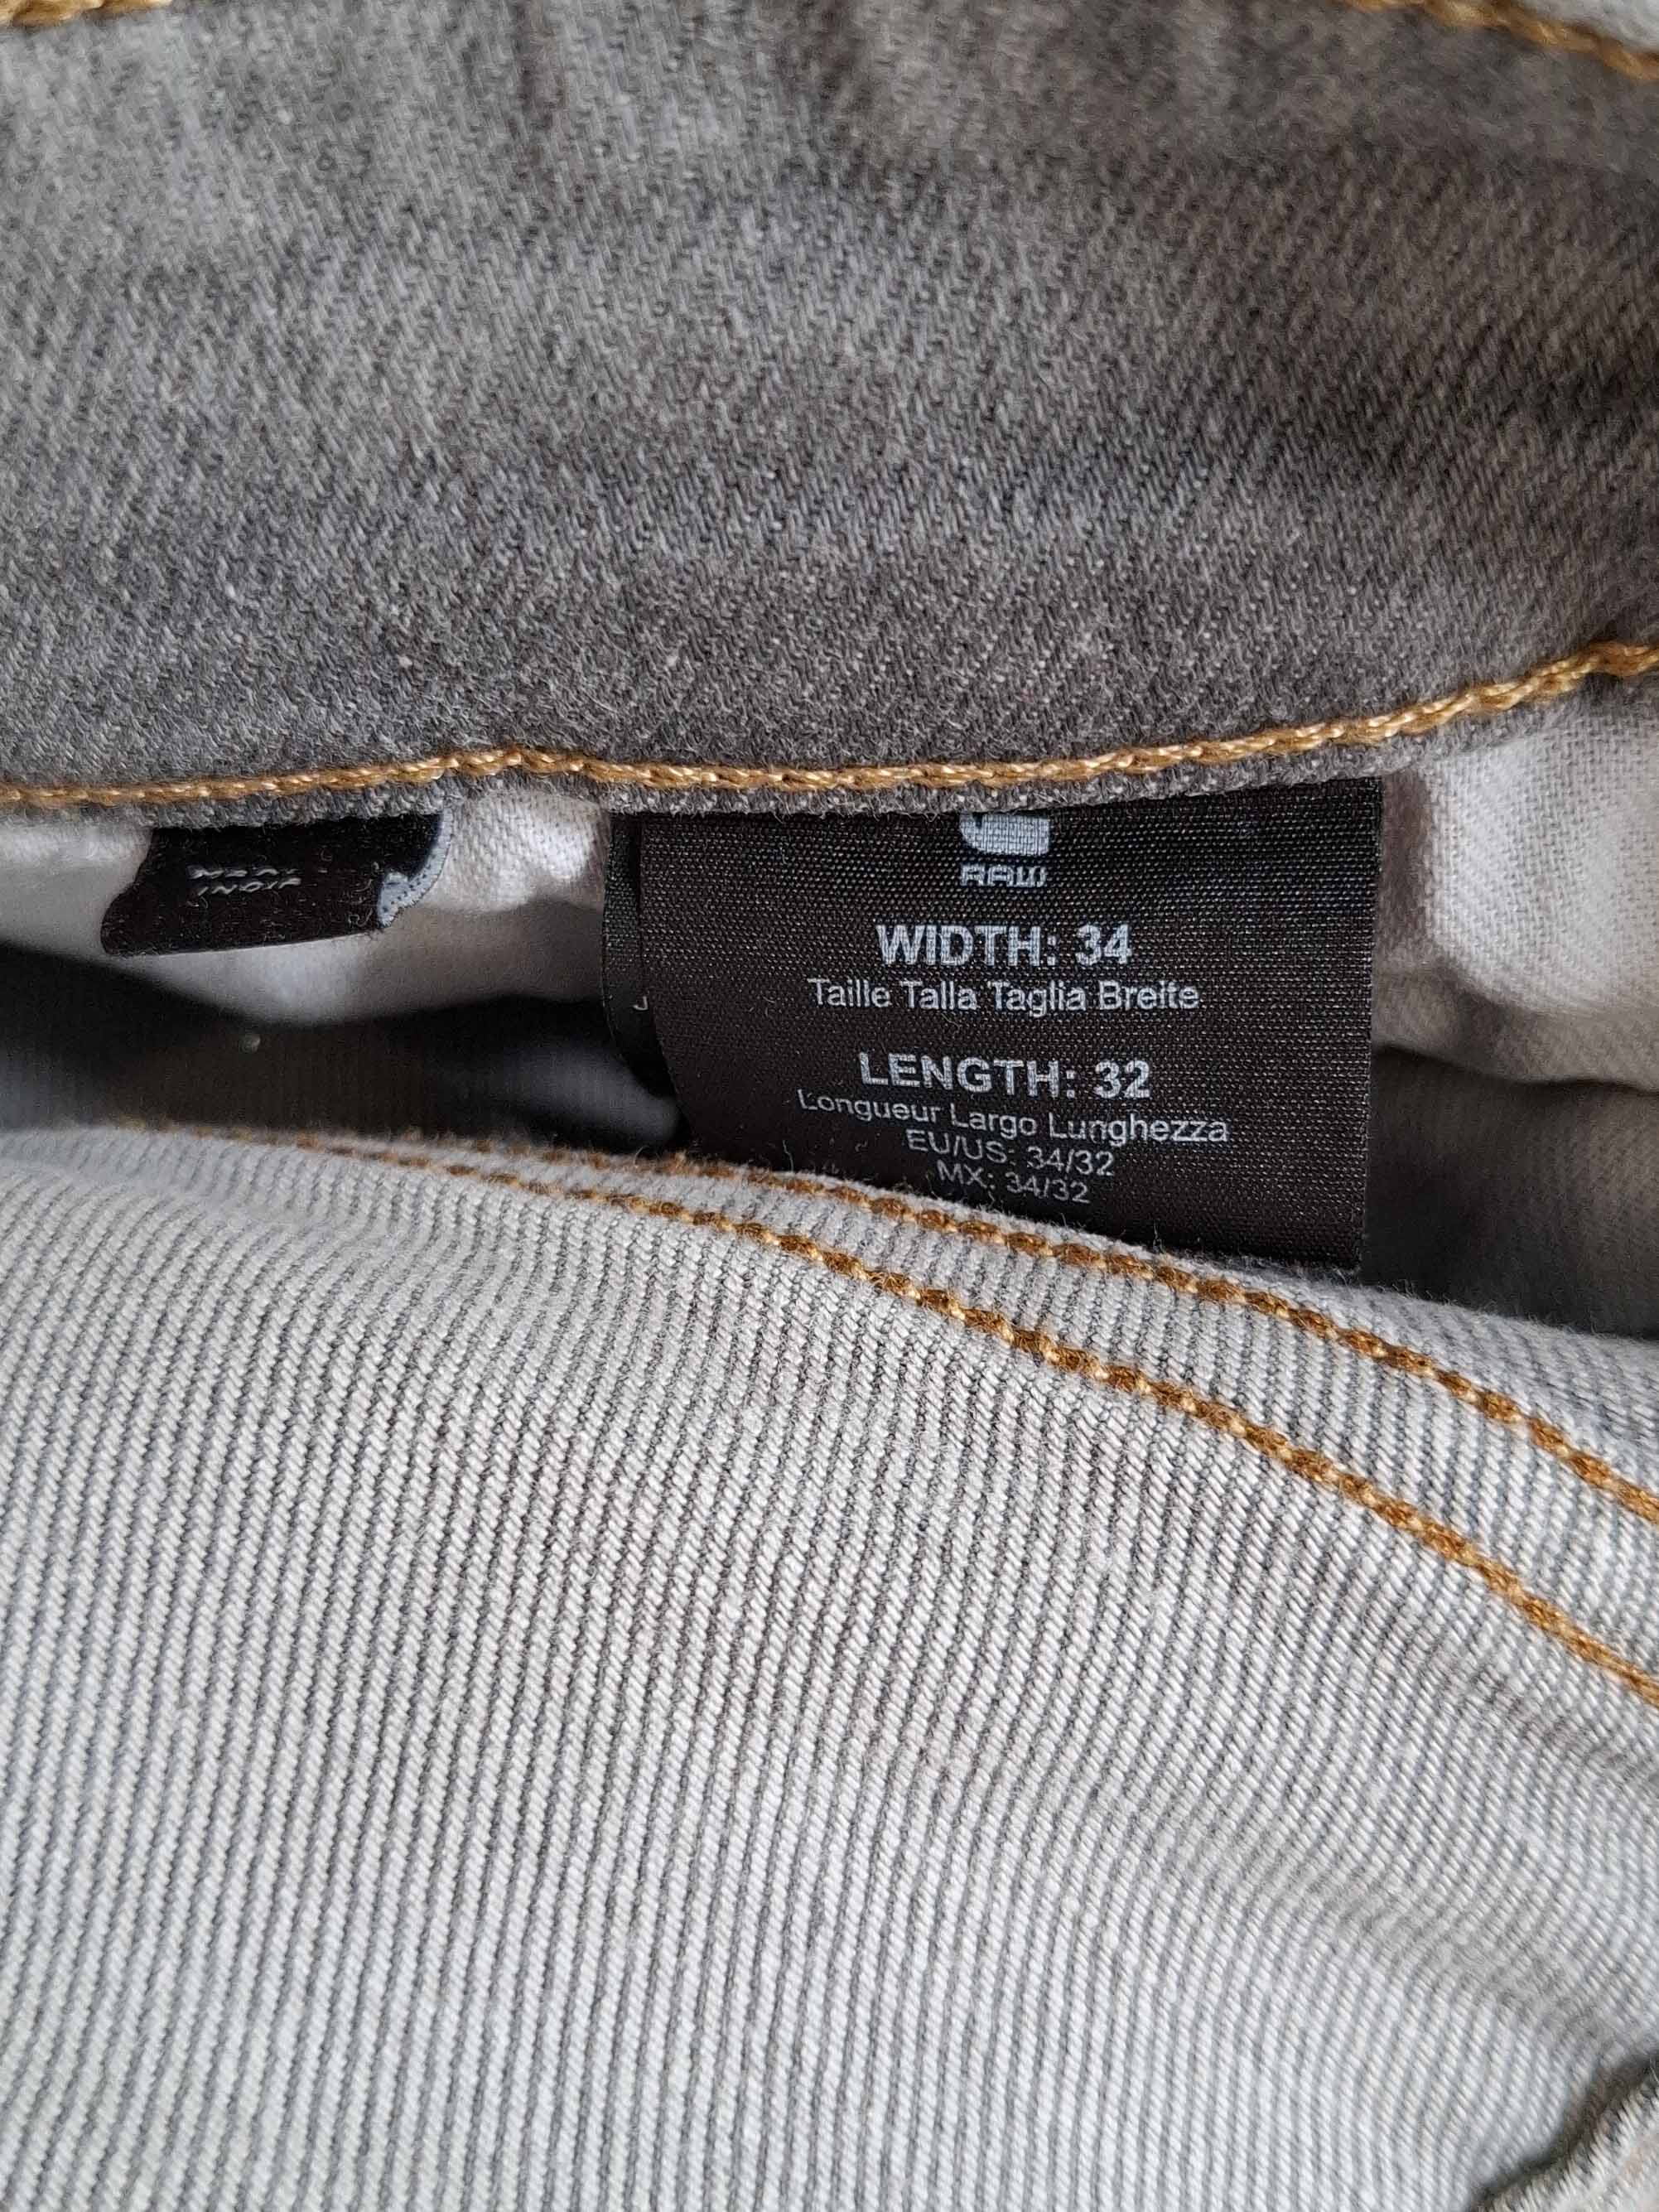 RAW
WIDTH: 34
Taille Talla Taglia Breite
LENGTH: 32
Longueur Largo Lunghezza
EU/US: 34/32
MX: 34/32